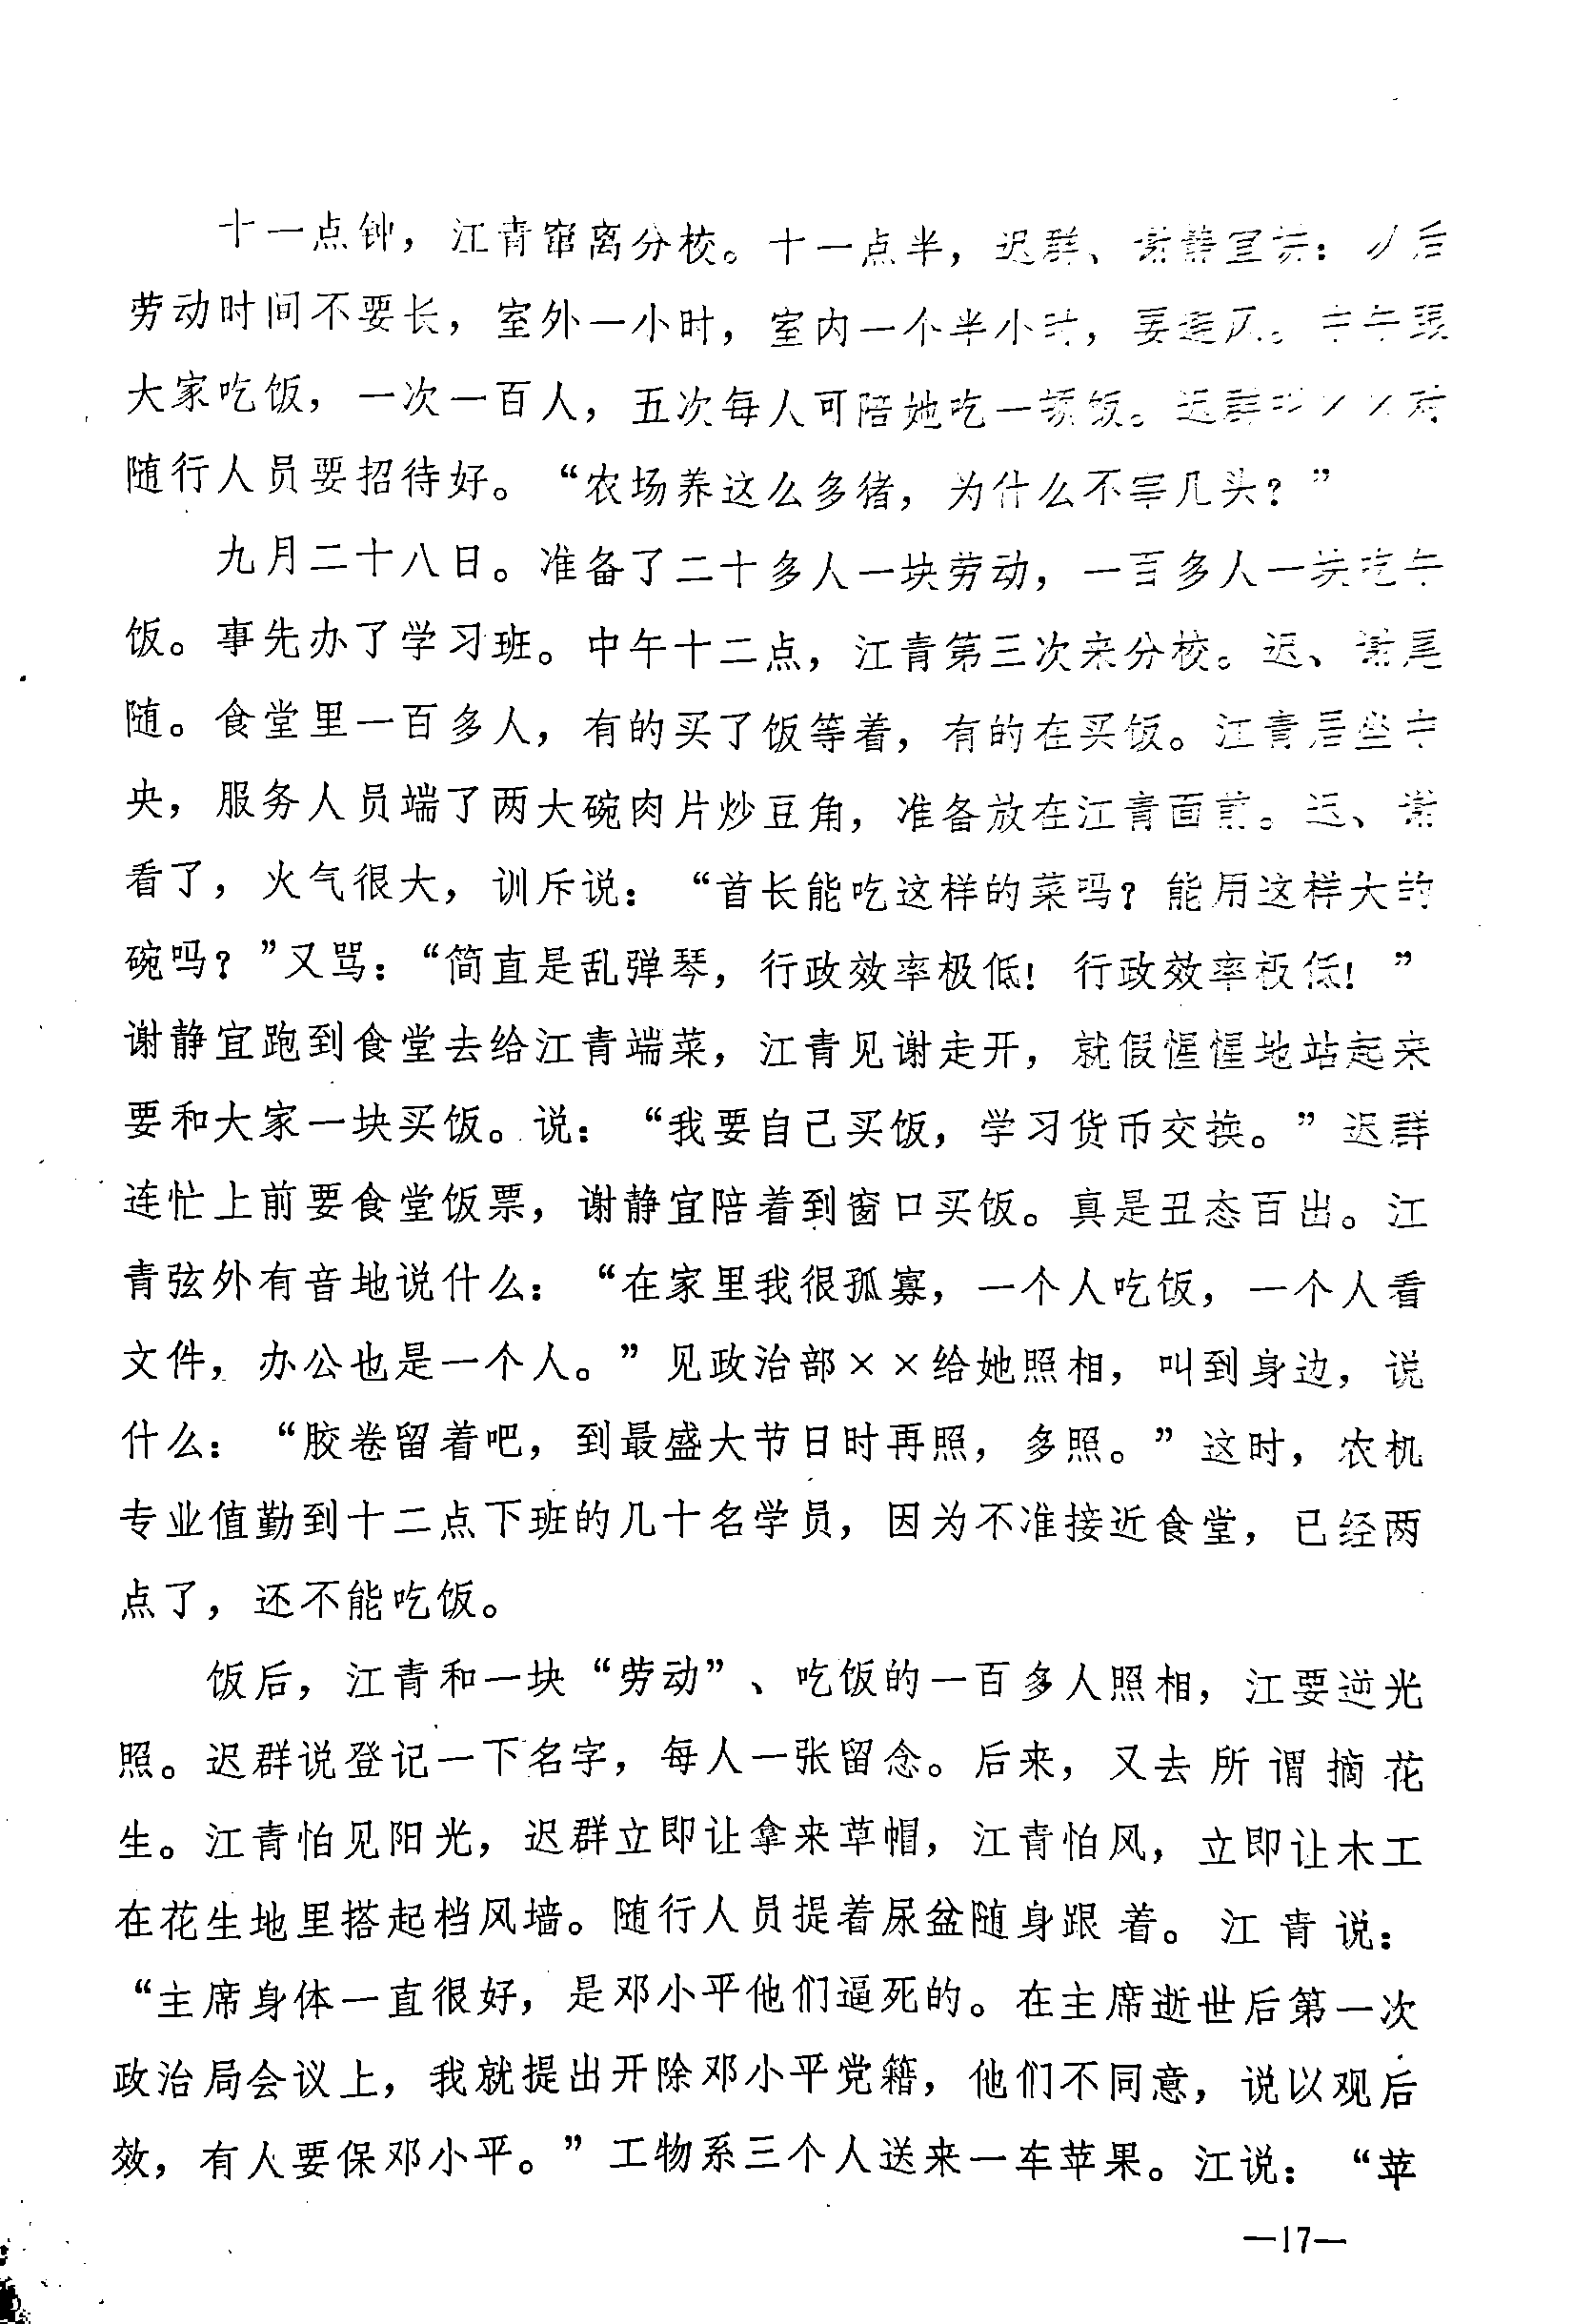 十一点钟，江青窜离分校。十一点半，迟群、谢静宜讲：以后
劳动时间不要长，室外一小时，室内一个半小时，要避风。中午跟
大家吃饭，一次一百人，五次每人可陪她吃一顿饭。迟群××对
随行人员要招待好。“农场养这么多猪，为什么不宰几头？”
九月二十八日。准备了二十多人一块劳动，一百多人一块吃午
饭。事先办了学习班。中午十二点，江青第三次来分校。迟、谢尾
随。食堂里一百多人，有的买了饭等着，有的在买饭。江青居坐中
央，服务人员端了两大碗肉片炒豆角，准备放在江青面前。迟、谢
看了，火气很大，训斥说：“首长能吃这样的菜吗？能用这样大的
碗吗？”又骂：“简直是乱弹琴，行政效率极低！行政效率极低！”
谢静宜跑到食堂去给江青端菜，江青见谢走开，就假惺惺地站起来
要和大家一块买饭。说：“我要自己买饭，学习货币交换。”迟群
连忙上前要食堂饭票，谢静宜陪着到窗口买饭。真是丑态百出。江
青弦外有音地说什么：“在家里我很孤寡，一个人吃饭，一个人看
文件，办公也是一个人。”见政治部××给她照相，叫到身边，说
什么：“胶卷留着吧，到最盛大节日时再照，多照。”这时，农机
专业值勤到十二点下班的几十名学员，因为不准接近食堂，已经两
点了，还不能吃饭。
饭后，江青和一块“劳动”、吃饭的一百多人照相，江要逆光
照。迟群说登记一下名字，每人一张留念。后来，又去所谓摘花
生。江青怕见阳光，迟群立即让拿来草帽，江青怕风，立即让木工
在花生地里搭起档风墙。随行人员提着尿盆随身跟着。江青说：
“主席身体一直很好，是邓小平他们逼死的。在主席逝世后第一次
政治局会议上，我就提出开除邓小平党籍，他们不同意，说以观后
效，有人要保邓小平。”工物系三个人送来一车苹果。江说：“苹
—17—